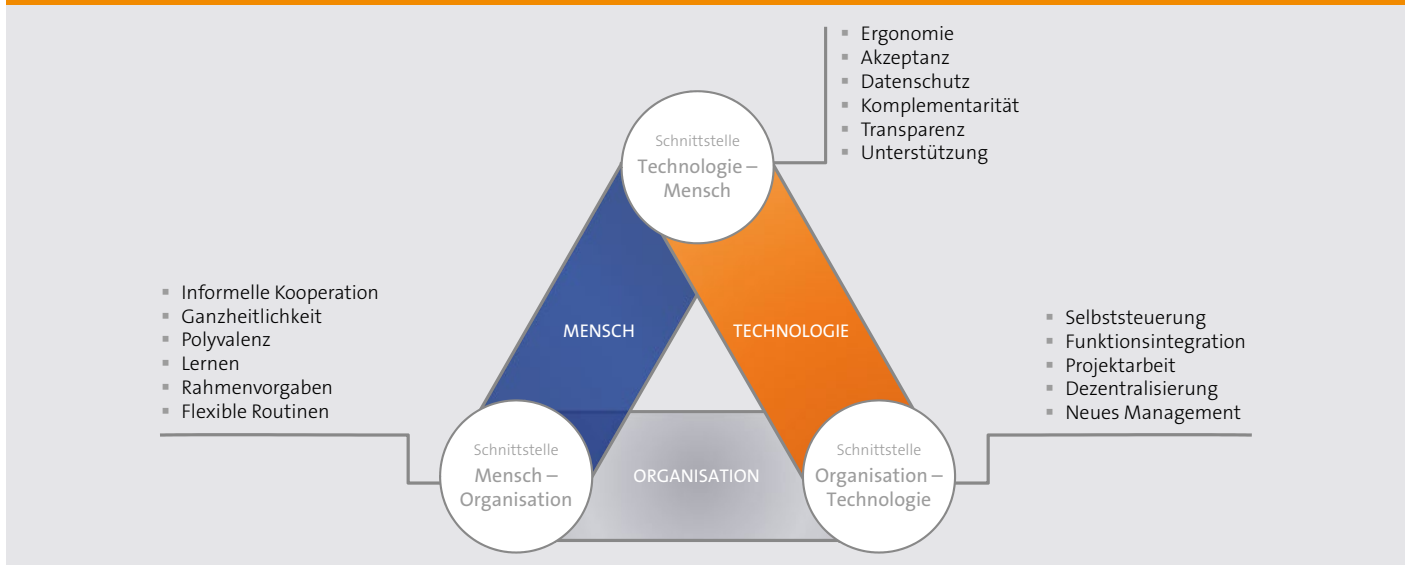 Ergonomie
Akzeptanz
Datenschutz
Komplementarität
Transparenz
Unterstützung
Schnittstelle
Technologie –
Mensch
Informelle Kooperation
Ganzheitlichkeit
Polyvalenz
Lernen
Rahmenvorgaben
Flexible Routinen
MENSCH
TECHNOLOGIE
Selbststeuerung
Funktionsintegration
Projektarbeit
Dezentralisierung
Neues Management
Schnittstelle
Mensch –
Organisation
ORGANISATION
Schnittstelle
Organisation –
Technologie